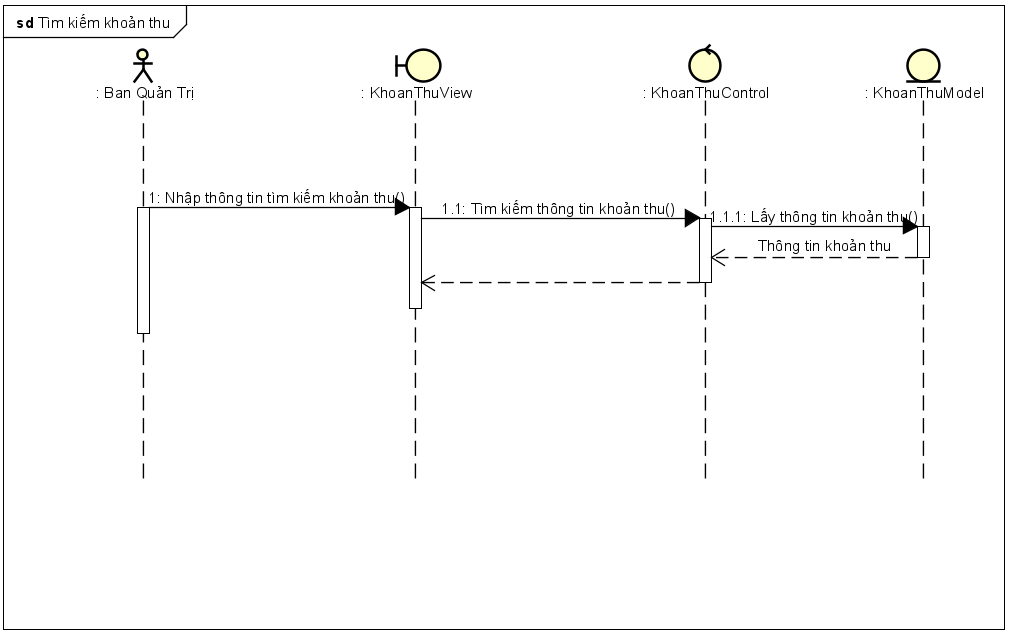 sd Tìm kiếm khoản thu
: Ban Quản Trị
: KhoanThuView
: KhoanThuControl
: KhoanThuModel
1: Nhập thông tin tìm kiếm khoản thu()
1.1: Tìm kiếm thông tin khoản thu()
1.1.1: Lấy thông tin khoản thu()
Thông tin khoản thu